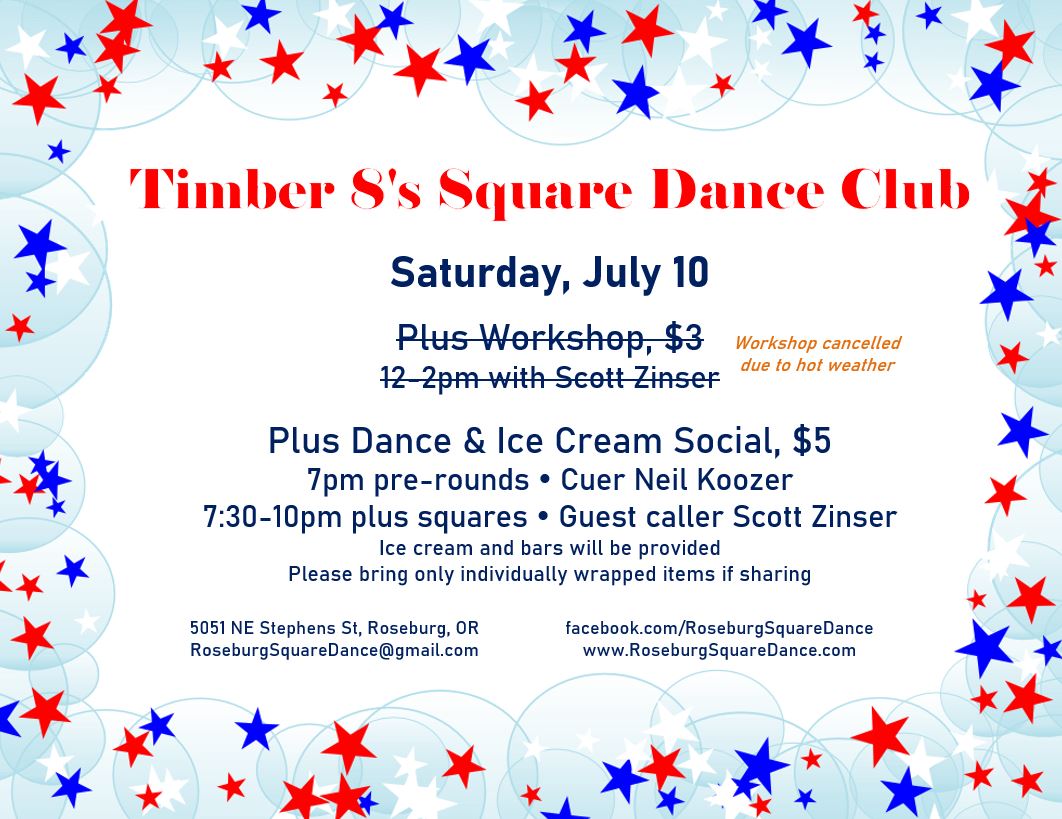 Timber 8's Square Dance Club
Saturday, July 10
Plus Workshop, $3
12-2pm with Scott Zinser
Workshop cancelled
due to hot weather
Plus Dance & Ice Cream Social, $5
7pm pre-rounds • Cuer Neil Koozer
7:30-10pm plus squares • Guest caller Scott Zinser
Ice cream and bars will be provided
Please bring only individually wrapped items if sharing
5051 NE Stephens St, Roseburg, OR
RoseburgSquareDance@gmail.com
facebook.com/RoseburgSquareDance
www.RoseburgSquareDance.com